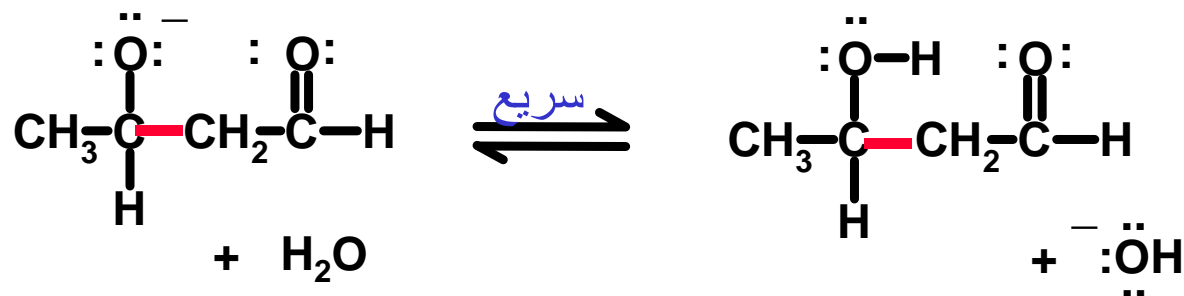 :Ö:⁻ :O: سريع :Ö—H :O:
CH3—C—CH2—C—H CH3—C—CH2—C—H
H H
+ H2O + ⁻:ÖH